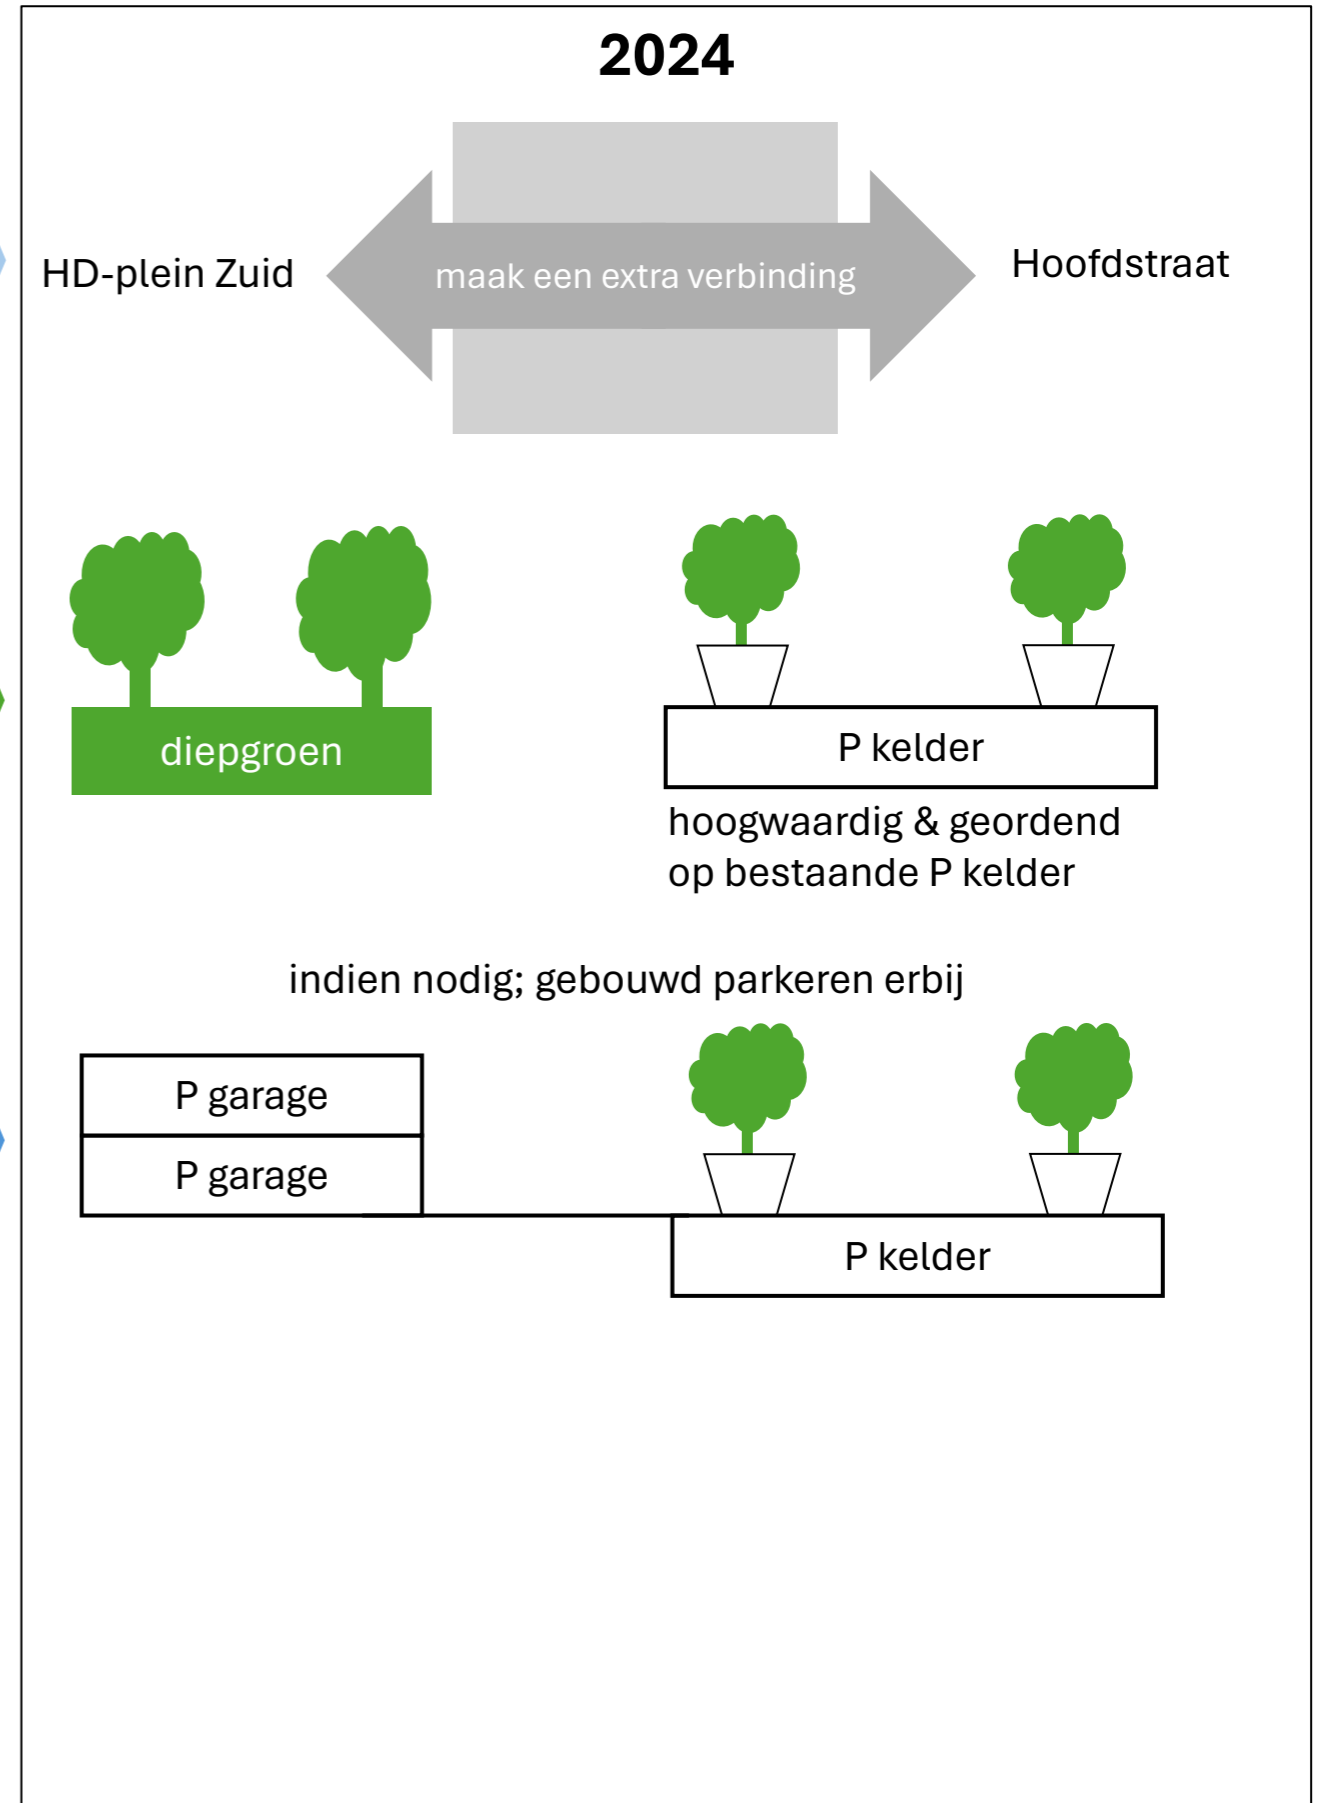 2024
HD-plein Zuid
maak een extra verbinding
Hoofdstraat
diepgroen
P kelder
hoogwaardig & geordend
op bestaande P kelder
indien nodig; gebouwd parkeren erbij
P garage
P garage
P kelder